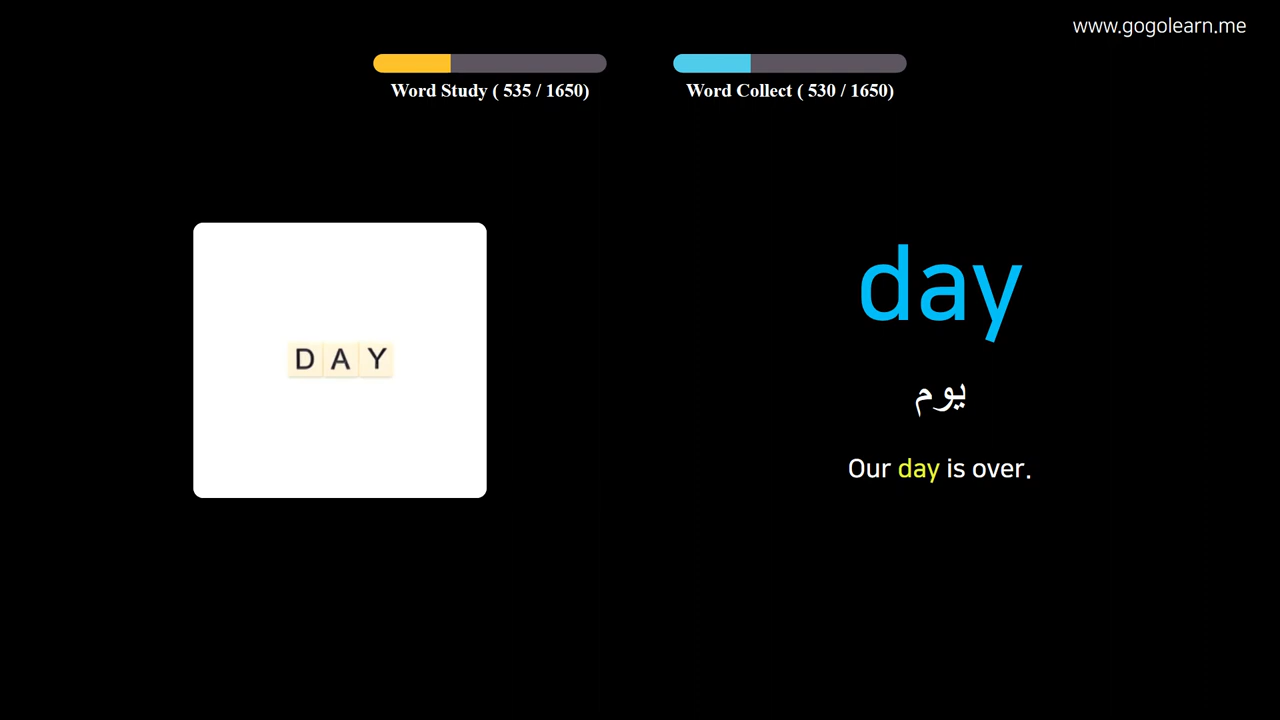 www.gogolearn.me
Word Study ( 535 / 1650)
Word Collect ( 530 / 1650)
DAY
day
يوم
Our day is over.